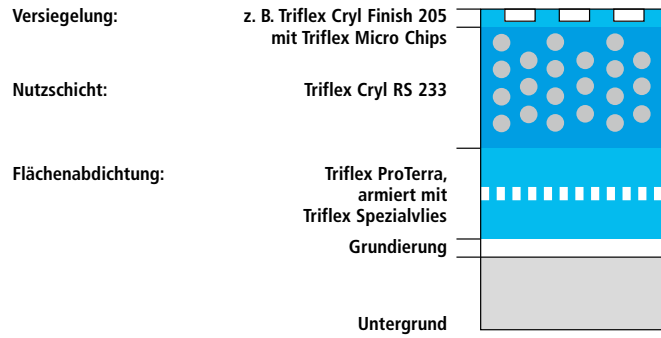 Versiegelung: z. B. Triflex Cryl Finish 205
mit Triflex Micro Chips
Nutzschicht: Triflex Cryl RS 233
Flächenabdichtung: Triflex ProTerra,
armiert mit
Triflex Spezialvlies
Grundierung
Untergrund